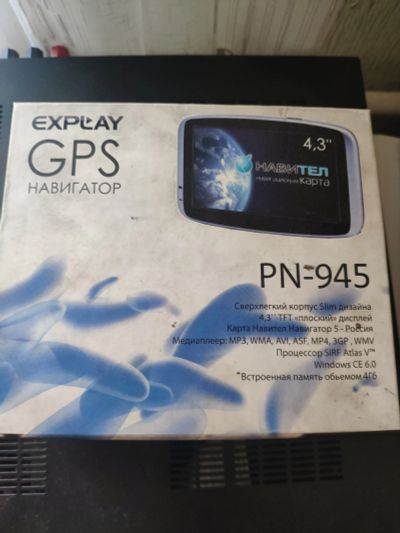 EXPLAY
GPS
НАВИГАТОР
4,3"
НАВИТЕЛ
карта
PN-945
Сверхлегкий корпус Slim дизайна
4,3'' TFT «плоский» дисплей
Карта Навител Навигатор 5 - Россия
Медиаплеер: MP3, WMA, AVI, ASF, MP4, 3GP , WMV
Процессор SiRF Atlas V™
Windows CE 6.0
*Встроенная память обьемом 4Гб